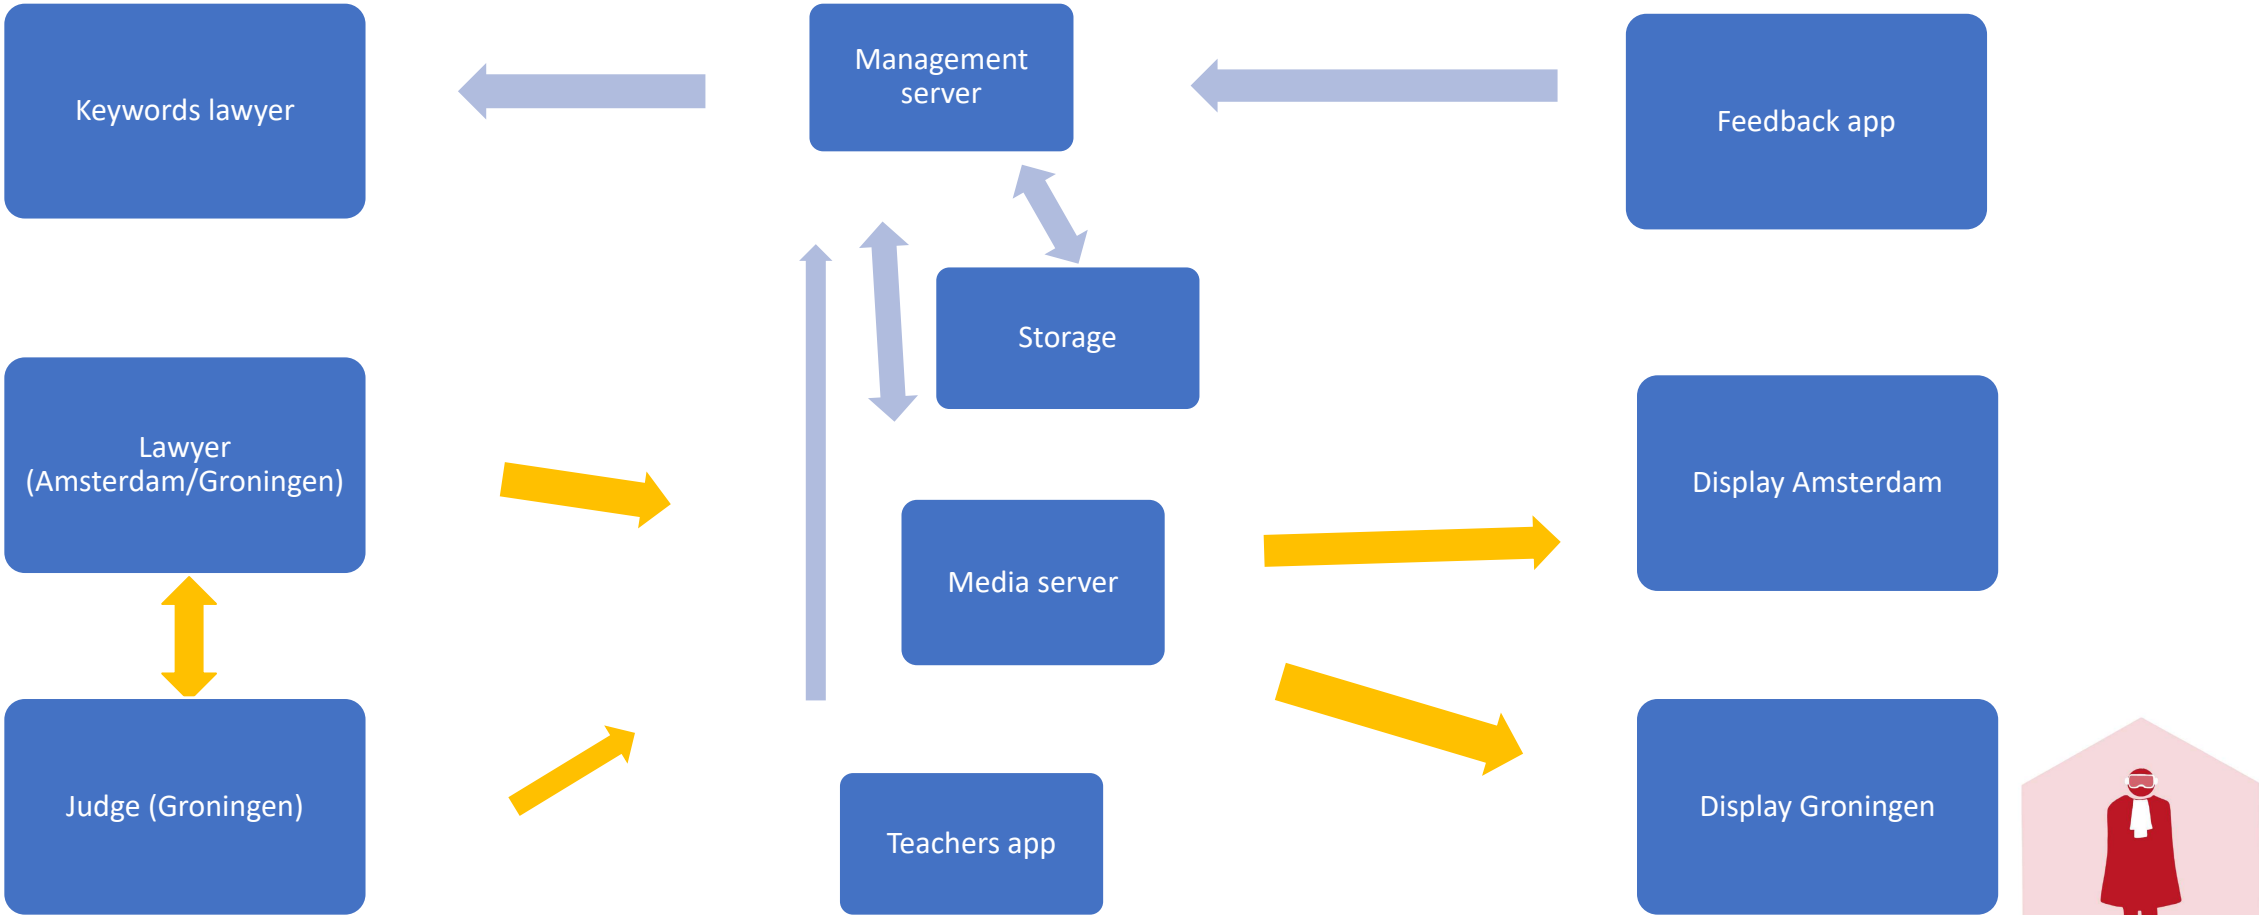 Keywords lawyer
Management
server
Feedback app
Storage
Lawyer
(Amsterdam/Groningen)
Display Amsterdam
Media server
Judge (Groningen)
Teachers app
Display Groningen